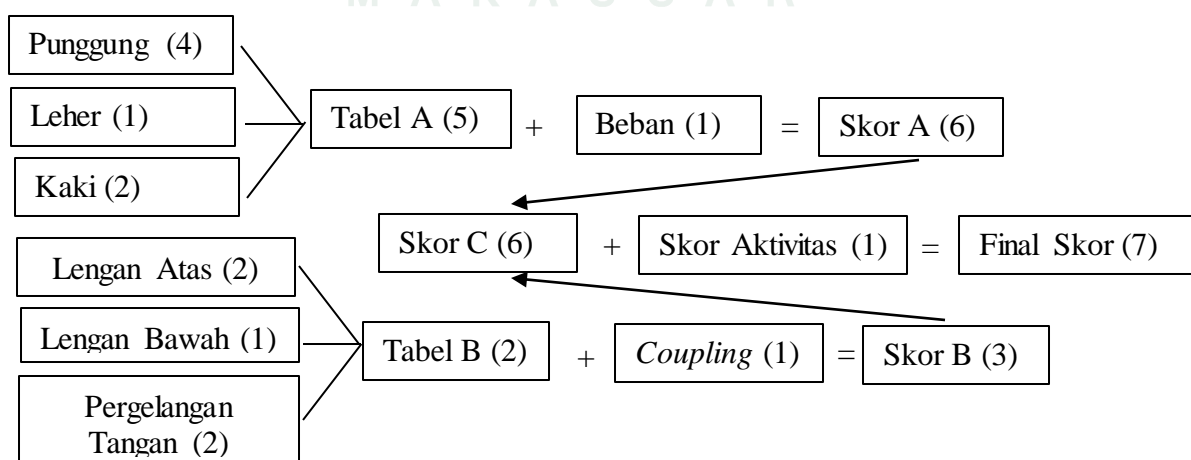 Punggung (4)
Leher (1)
Kaki (2)
Tabel A (5) + Beban (1) = Skor A (6)
Skor C (6) + Skor Aktivitas (1) = Final Skor (7)
Lengan Atas (2)
Lengan Bawah (1)
Pergelangan
Tangan (2)
Tabel B (2) + Coupling (1) = Skor B (3)